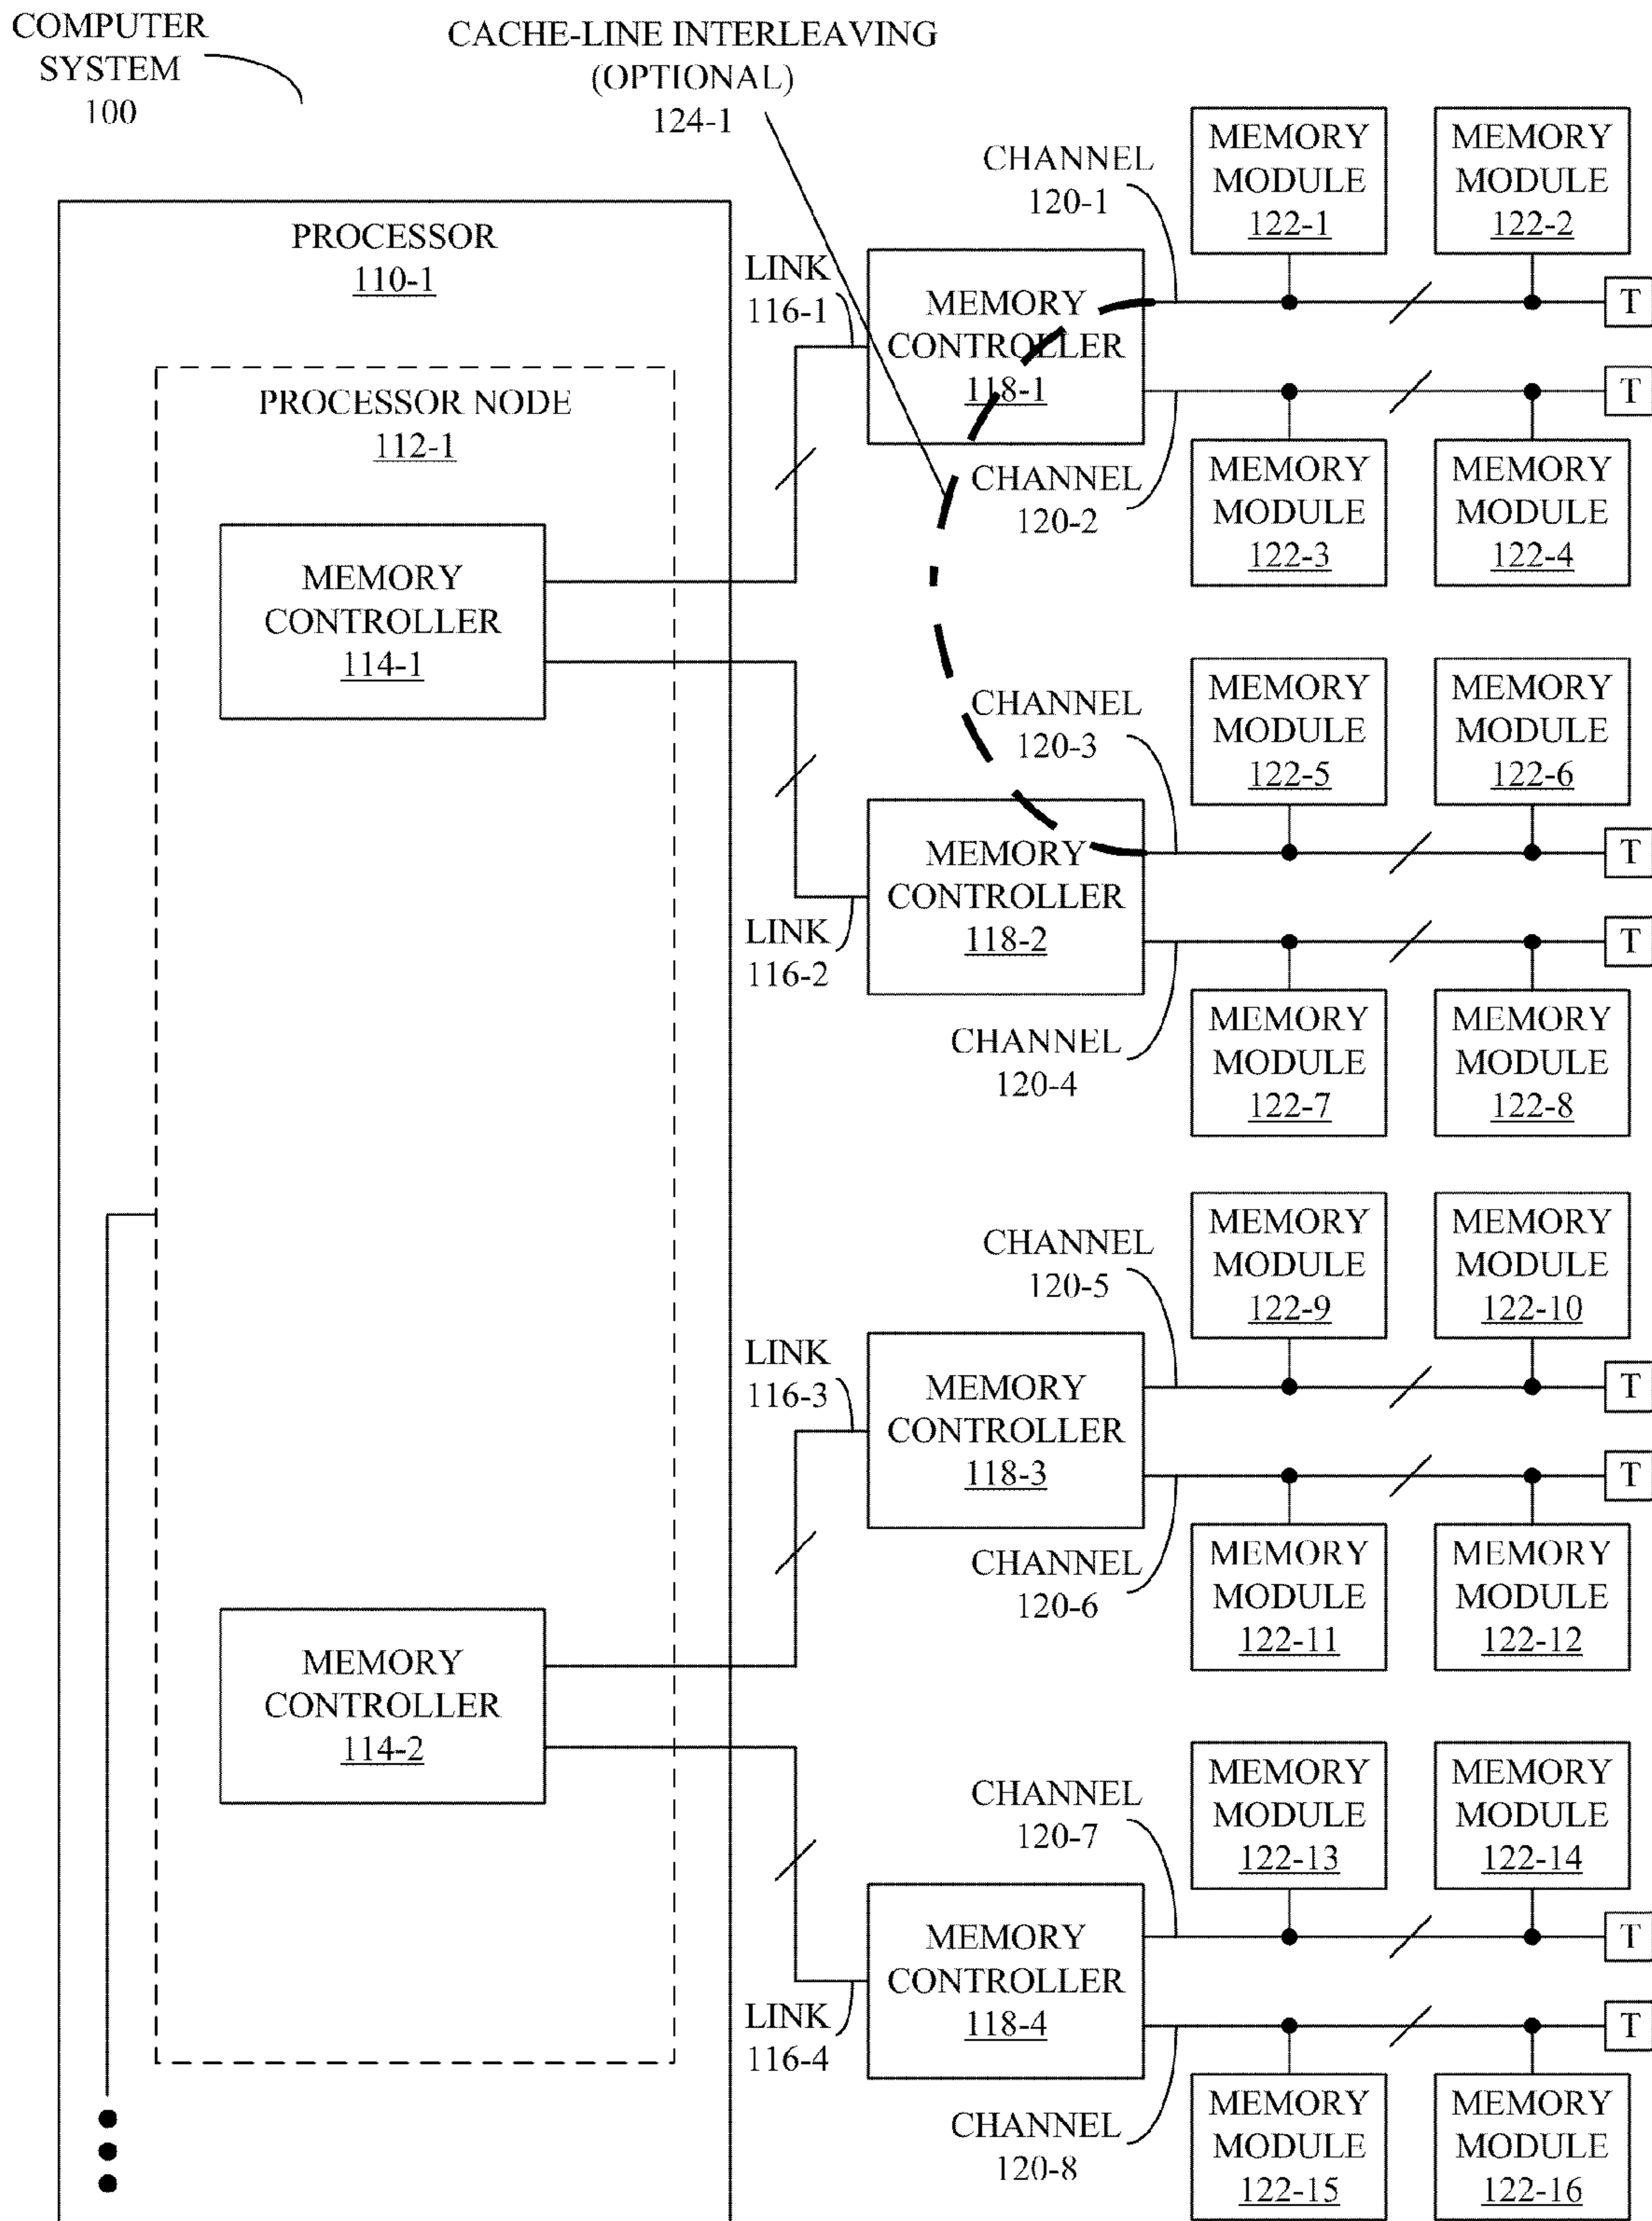 COMPUTER
SYSTEM
100
CACHE-LINE INTERLEAVING
(OPTIONAL)
124-1
PROCESSOR
110-1
PROCESSOR NODE
112-1
MEMORY
CONTROLLER
114-1
MEMORY
CONTROLLER
114-2
LINK
116-1
MEMORY
CONTROLLER
118-1
CHANNEL
120-1
CHANNEL
120-2
MEMORY
MODULE
122-1
MEMORY
MODULE
122-2
T
T
MEMORY
MODULE
122-3
MEMORY
MODULE
122-4
LINK
116-2
MEMORY
CONTROLLER
118-2
CHANNEL
120-3
CHANNEL
120-4
MEMORY
MODULE
122-5
MEMORY
MODULE
122-6
T
T
MEMORY
MODULE
122-7
MEMORY
MODULE
122-8
LINK
116-3
MEMORY
CONTROLLER
118-3
CHANNEL
120-5
CHANNEL
120-6
MEMORY
MODULE
122-9
MEMORY
MODULE
122-10
T
T
MEMORY
MODULE
122-11
MEMORY
MODULE
122-12
LINK
116-4
MEMORY
CONTROLLER
118-4
CHANNEL
120-7
CHANNEL
120-8
MEMORY
MODULE
122-13
MEMORY
MODULE
122-14
T
T
MEMORY
MODULE
122-15
MEMORY
MODULE
122-16